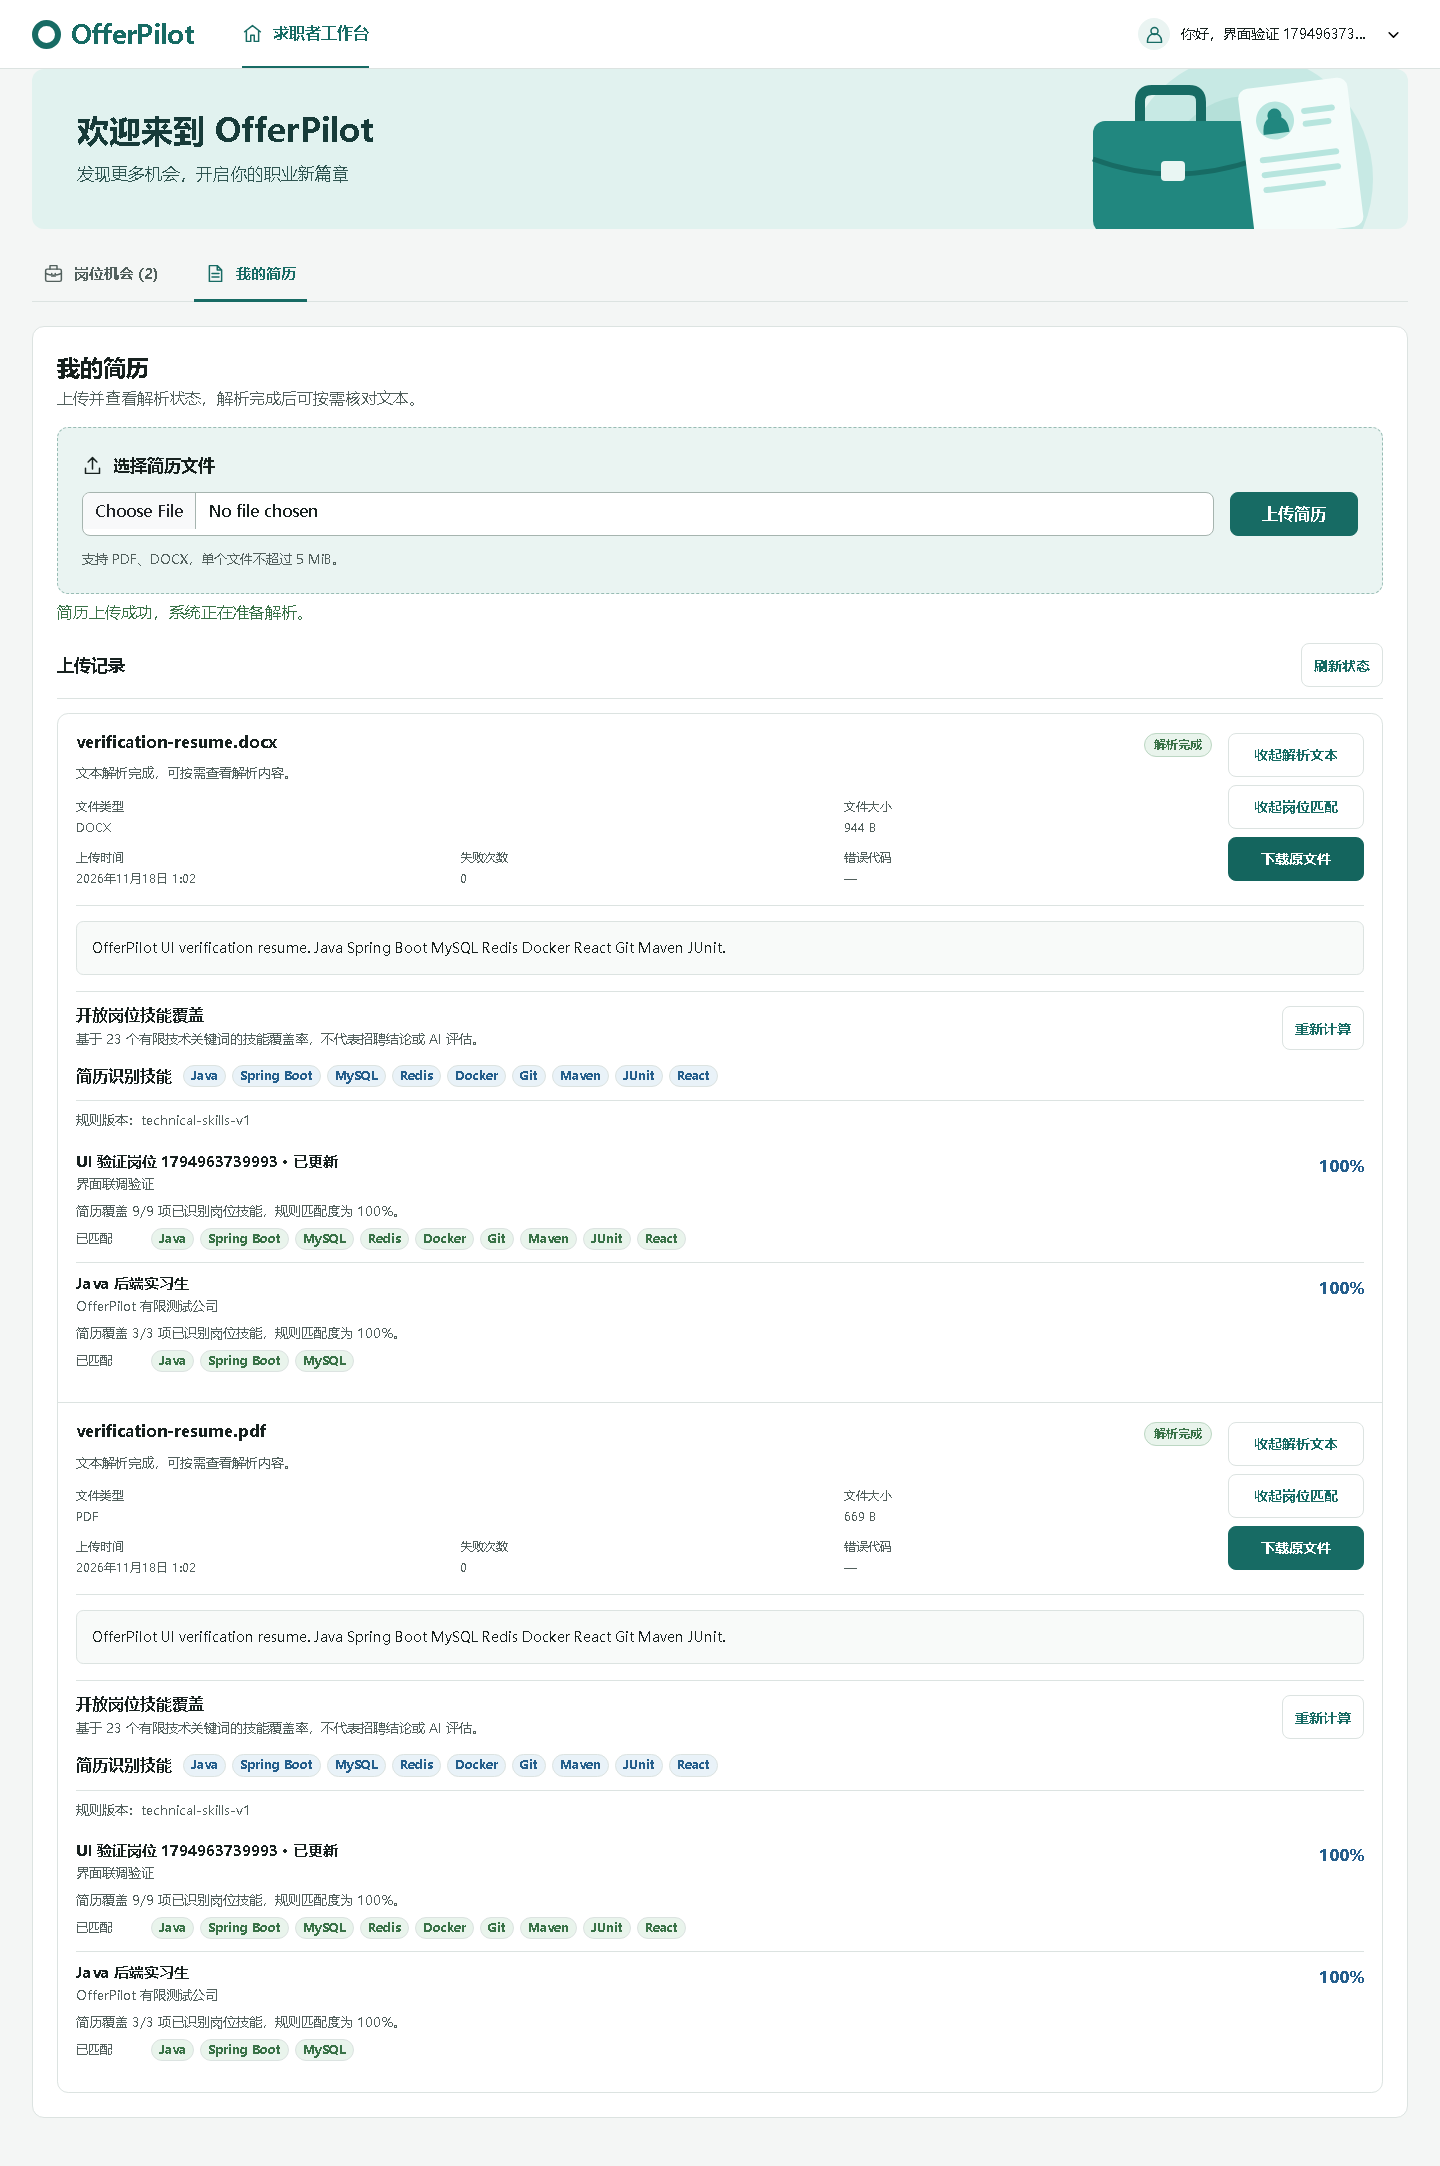 OfferPilot
求职者工作台
你好，界面验证 179496373...
欢迎来到 OfferPilot
发现更多机会，开启你的职业新篇章
岗位机会 (2)
我的简历
我的简历
上传并查看解析状态，解析完成后可按需核对文本。
选择简历文件
Choose File No file chosen
上传简历
支持 PDF、DOCX，单个文件不超过 5 MiB。
简历上传成功，系统正在准备解析。
上传记录
刷新状态
verification-resume.docx
解析完成
收起解析文本
文本解析完成，可按需查看解析内容。
收起岗位匹配
文件类型 文件大小
DOCX 944 B
下载原文件
上传时间 失败次数 错误代码
2026年11月18日 1:02 0 —
OfferPilot UI verification resume. Java Spring Boot MySQL Redis Docker React Git Maven JUnit.
开放岗位技能覆盖
重新计算
基于 23 个有限技术关键词的技能覆盖率，不代表招聘结论或 AI 评估。
简历识别技能 Java Spring Boot MySQL Redis Docker Git Maven JUnit React
规则版本：technical-skills-v1
UI 验证岗位 1794963739993 • 已更新
100%
界面联调验证
简历覆盖 9/9 项已识别岗位技能，规则匹配度为 100%。
已匹配 Java Spring Boot MySQL Redis Docker Git Maven JUnit React
Java 后端实习生
100%
OfferPilot 有限测试公司
简历覆盖 3/3 项已识别岗位技能，规则匹配度为 100%。
已匹配 Java Spring Boot MySQL
verification-resume.pdf
解析完成
收起解析文本
文本解析完成，可按需查看解析内容。
收起岗位匹配
文件类型 文件大小
PDF 669 B
下载原文件
上传时间 失败次数 错误代码
2026年11月18日 1:02 0 —
OfferPilot UI verification resume. Java Spring Boot MySQL Redis Docker React Git Maven JUnit.
开放岗位技能覆盖
重新计算
基于 23 个有限技术关键词的技能覆盖率，不代表招聘结论或 AI 评估。
简历识别技能 Java Spring Boot MySQL Redis Docker Git Maven JUnit React
规则版本：technical-skills-v1
UI 验证岗位 1794963739993 • 已更新
100%
界面联调验证
简历覆盖 9/9 项已识别岗位技能，规则匹配度为 100%。
已匹配 Java Spring Boot MySQL Redis Docker Git Maven JUnit React
Java 后端实习生
100%
OfferPilot 有限测试公司
简历覆盖 3/3 项已识别岗位技能，规则匹配度为 100%。
已匹配 Java Spring Boot MySQL